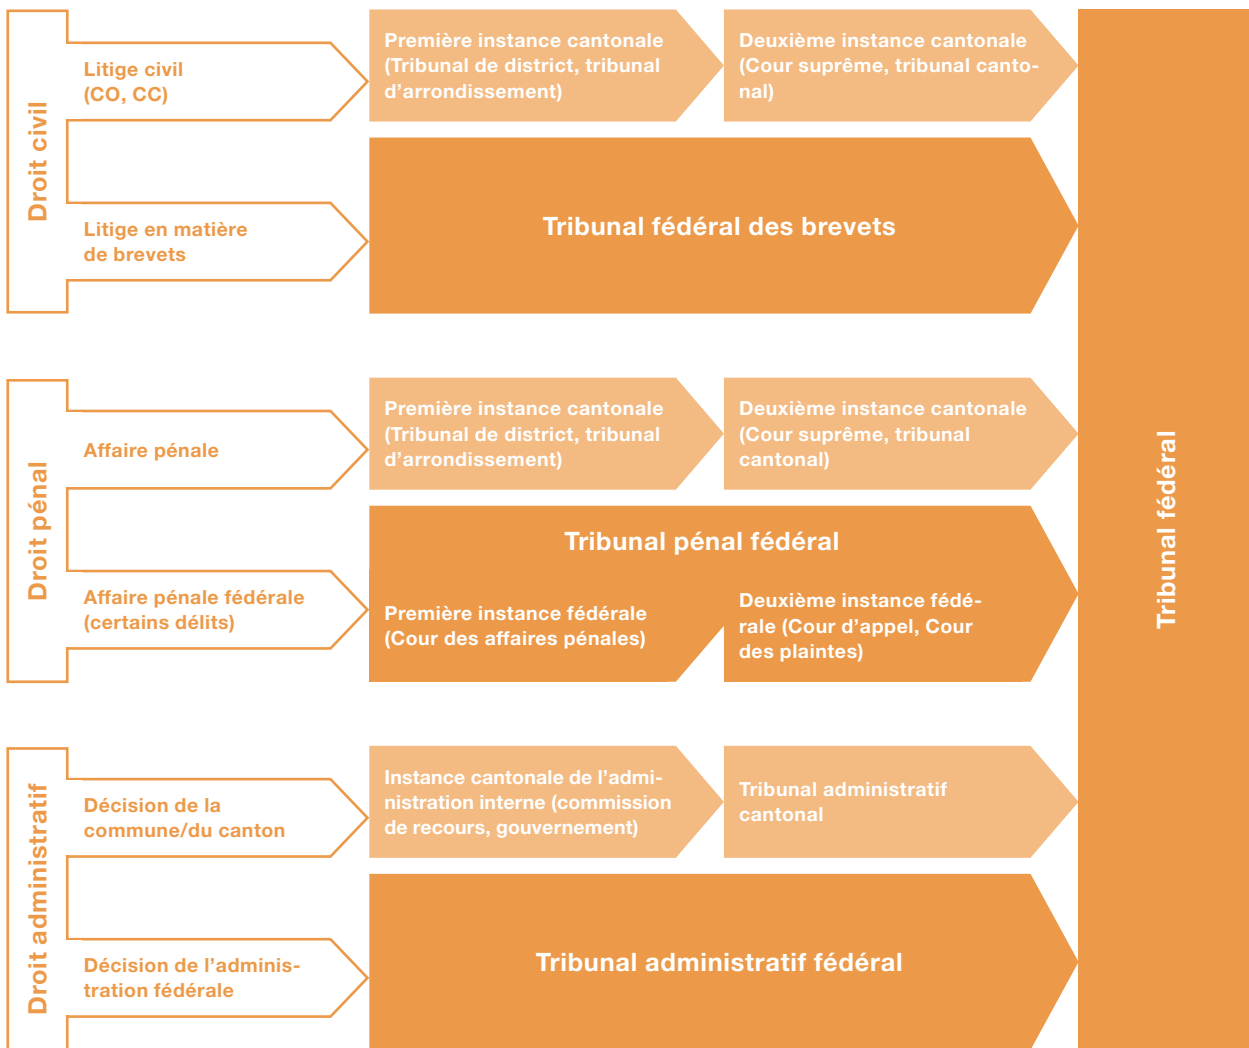 Droit civil
Litige civil
(CO, CC)
Première instance cantonale
(Tribunal de district, tribunal
d’arrondissement)
Deuxième instance cantonale
(Cour suprême, tribunal canto-
nal)
Litige en matière
de brevets
Tribunal fédéral des brevets
Droit pénal
Affaire pénale
Première instance cantonale
(Tribunal de district, tribunal
d’arrondissement)
Deuxième instance cantonale
(Cour suprême, tribunal
cantonal)
Affaire pénale fédérale
(certains délits)
Tribunal pénal fédéral
Première instance fédérale
(Cour des affaires pénales)
Deuxième instance fédé-
rale (Cour d’appel, Cour
des plaintes)
Droit administratif
Décision de la
commune/du canton
Instance cantonale de l’admi-
nistration interne (commission
de recours, gouvernement)
Tribunal administratif
cantonal
Décision de l’adminis-
tration fédérale
Tribunal administratif fédéral
Tribunal fédéral